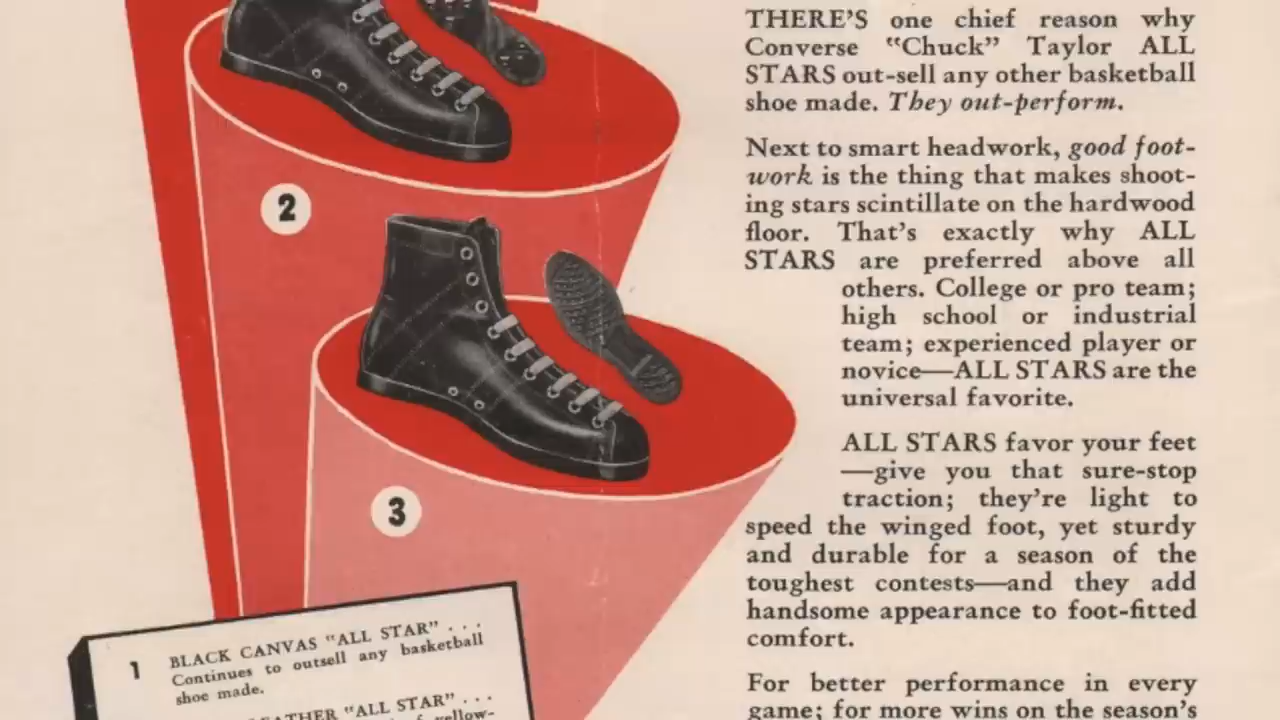 THERE'S one chief reason why
Converse "Chuck" Taylor ALL
STARS out-sell any other basketball
shoe made. They out-perform.
Next to smart headwork, good foot-
work is the thing that makes shoot-
ing stars scintillate on the hardwood
floor. That's exactly why ALL
STARS are preferred above all
others. College or pro team;
high school or industrial
team; experienced player or
novice—ALL STARS are the
universal favorite.
ALL STARS favor your feet
—give you that sure-stop
traction; they're light to
speed the winged foot, yet sturdy
and durable for a season of the
toughest contests—and they add
handsome appearance to foot-fitted
comfort.
For better performance in every
game; for more wins on the season's
2
3
1 BLACK CANVAS "ALL STAR" . . .
Continues to outsell any basketball
shoe made.
"ALL STAR" . . .
yellow-